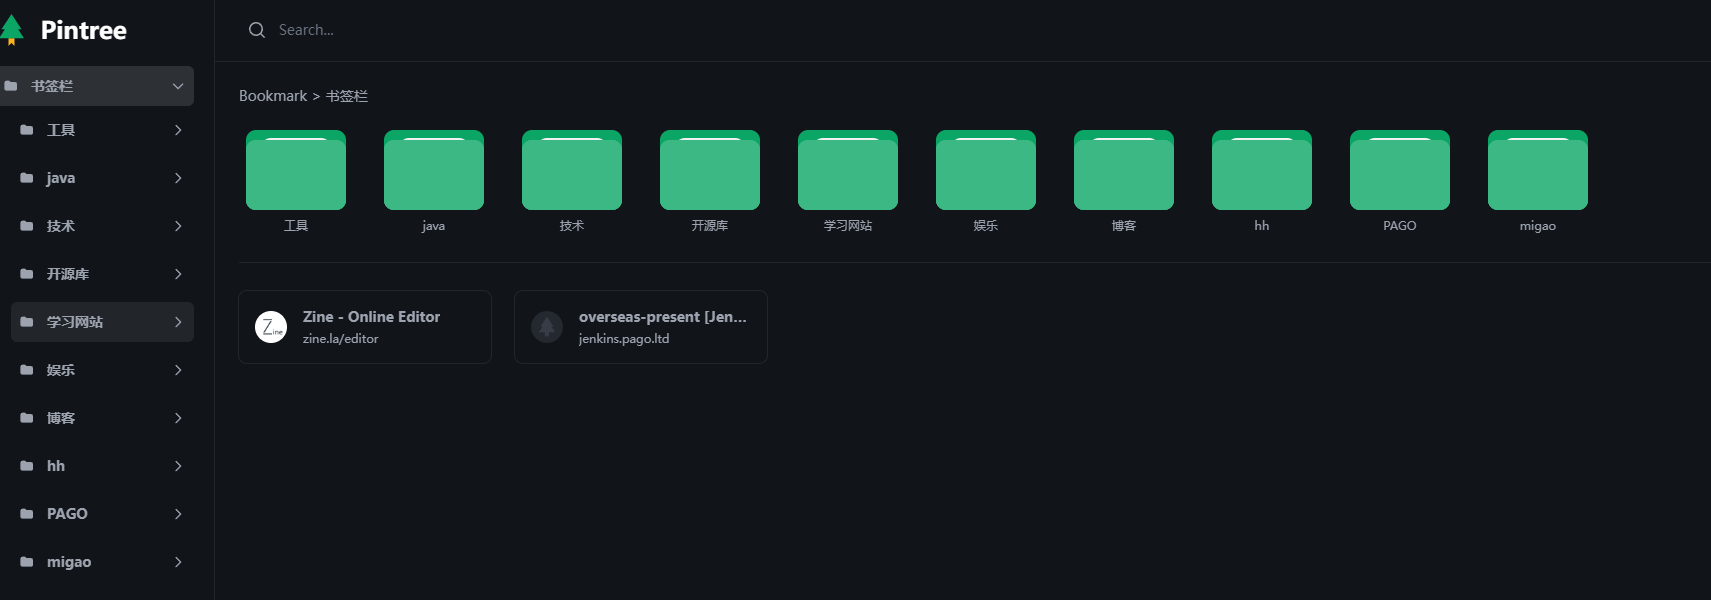 Pintree
Search...
书签栏
工具
java
技术
开源库
学习网站
娱乐
博客
hh
PAGO
migao
Bookmark > 书签栏
工具
java
技术
开源库
学习网站
娱乐
博客
hh
PAGO
migao
Zine
Zine - Online Editor
zine.la/editor
overseas-present [Jen...
jenkins.pago.ltd